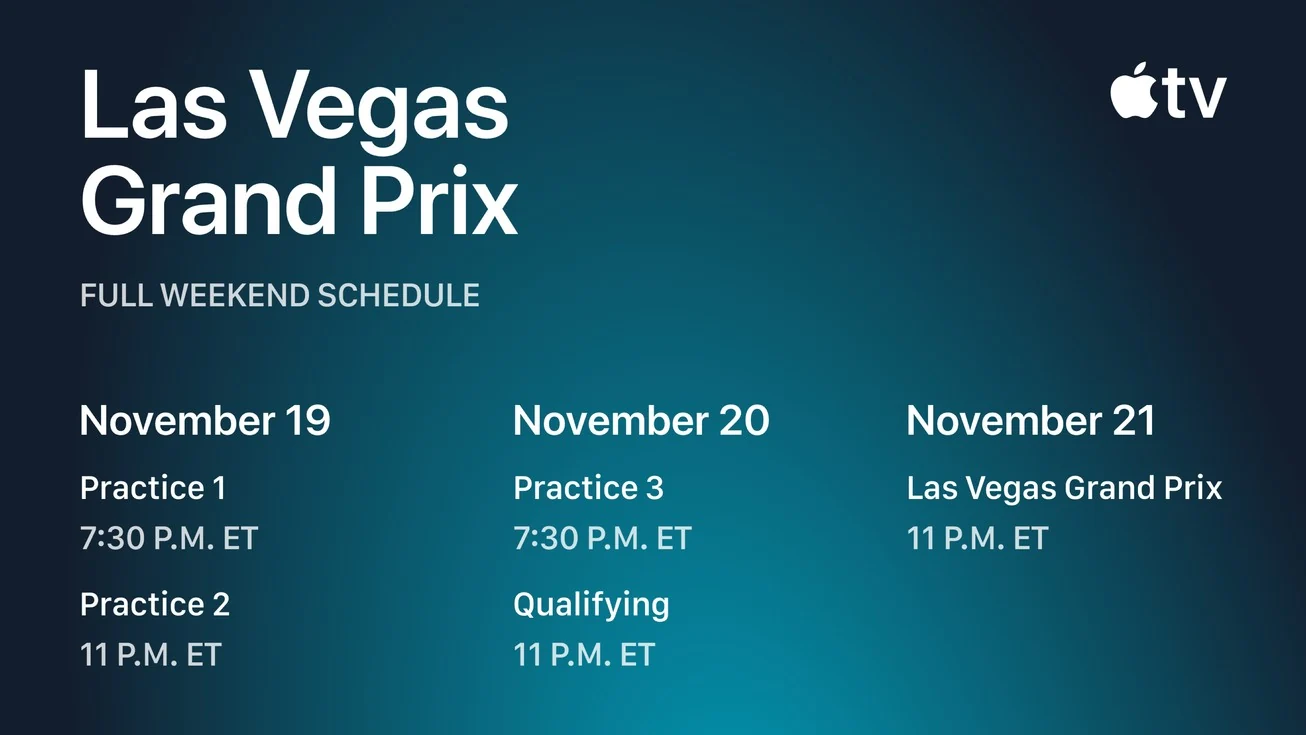 Las Vegas
Grand Prix
tv
FULL WEEKEND SCHEDULE
November 19
Practice 1
7:30 P.M. ET
Practice 2
11 P.M. ET
November 20
Practice 3
7:30 P.M. ET
Qualifying
11 P.M. ET
November 21
Las Vegas Grand Prix
11 P.M. ET